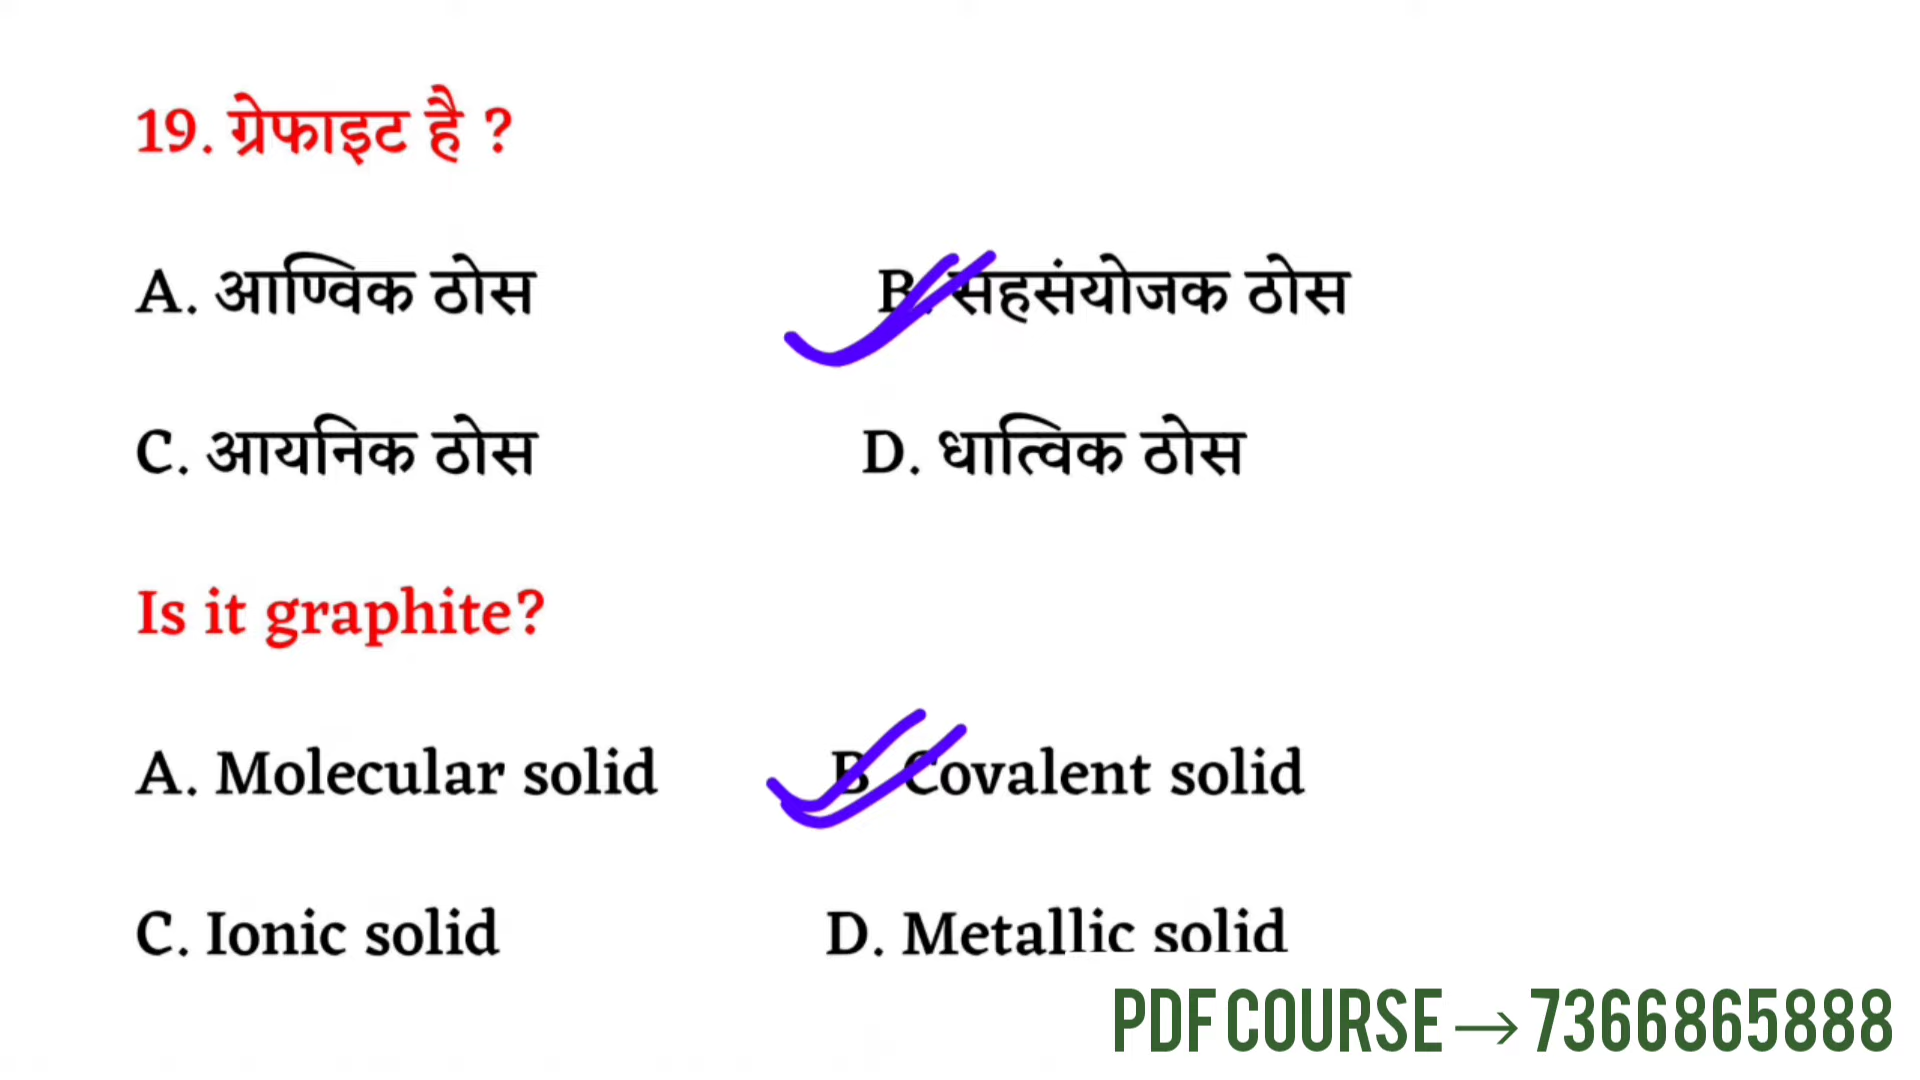 19. ग्रेफाइट है ?
A. आण्विक ठोस B. सहसंयोजक ठोस
C. आयनिक ठोस D. धात्विक ठोस
Is it graphite?
A. Molecular solid B Covalent solid
C. Ionic solid D. Metallic solid
PDF COURSE → 7366865888